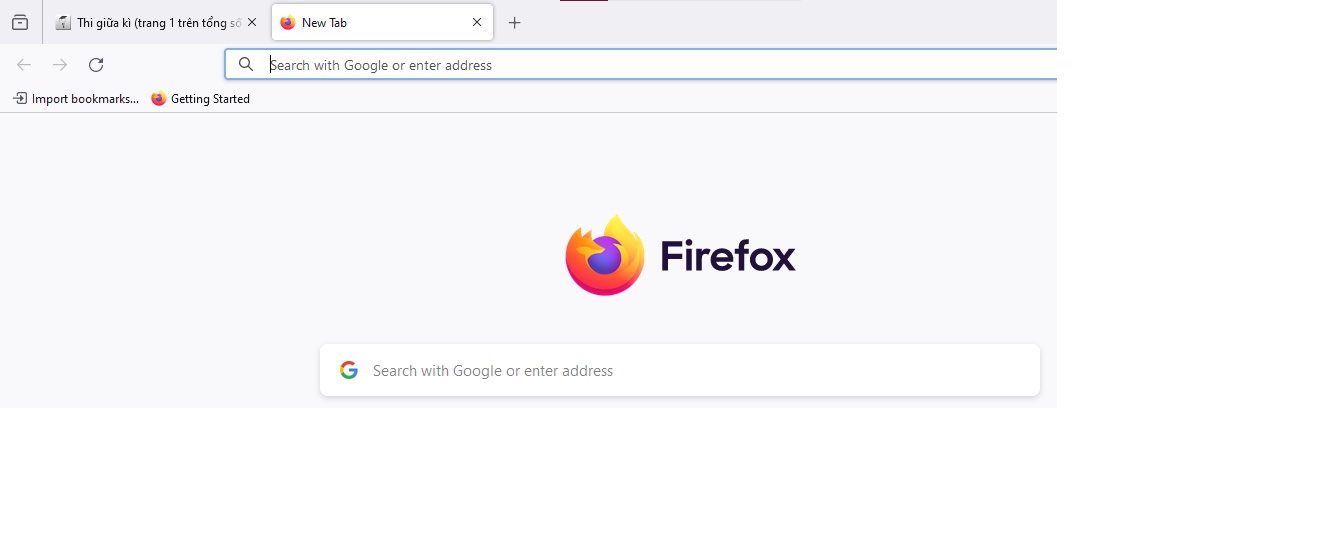 Thi giữa kì (trang 1 trên tổng số
New Tab
Search with Google or enter address
Import bookmarks...
Getting Started
Firefox
Search with Google or enter address